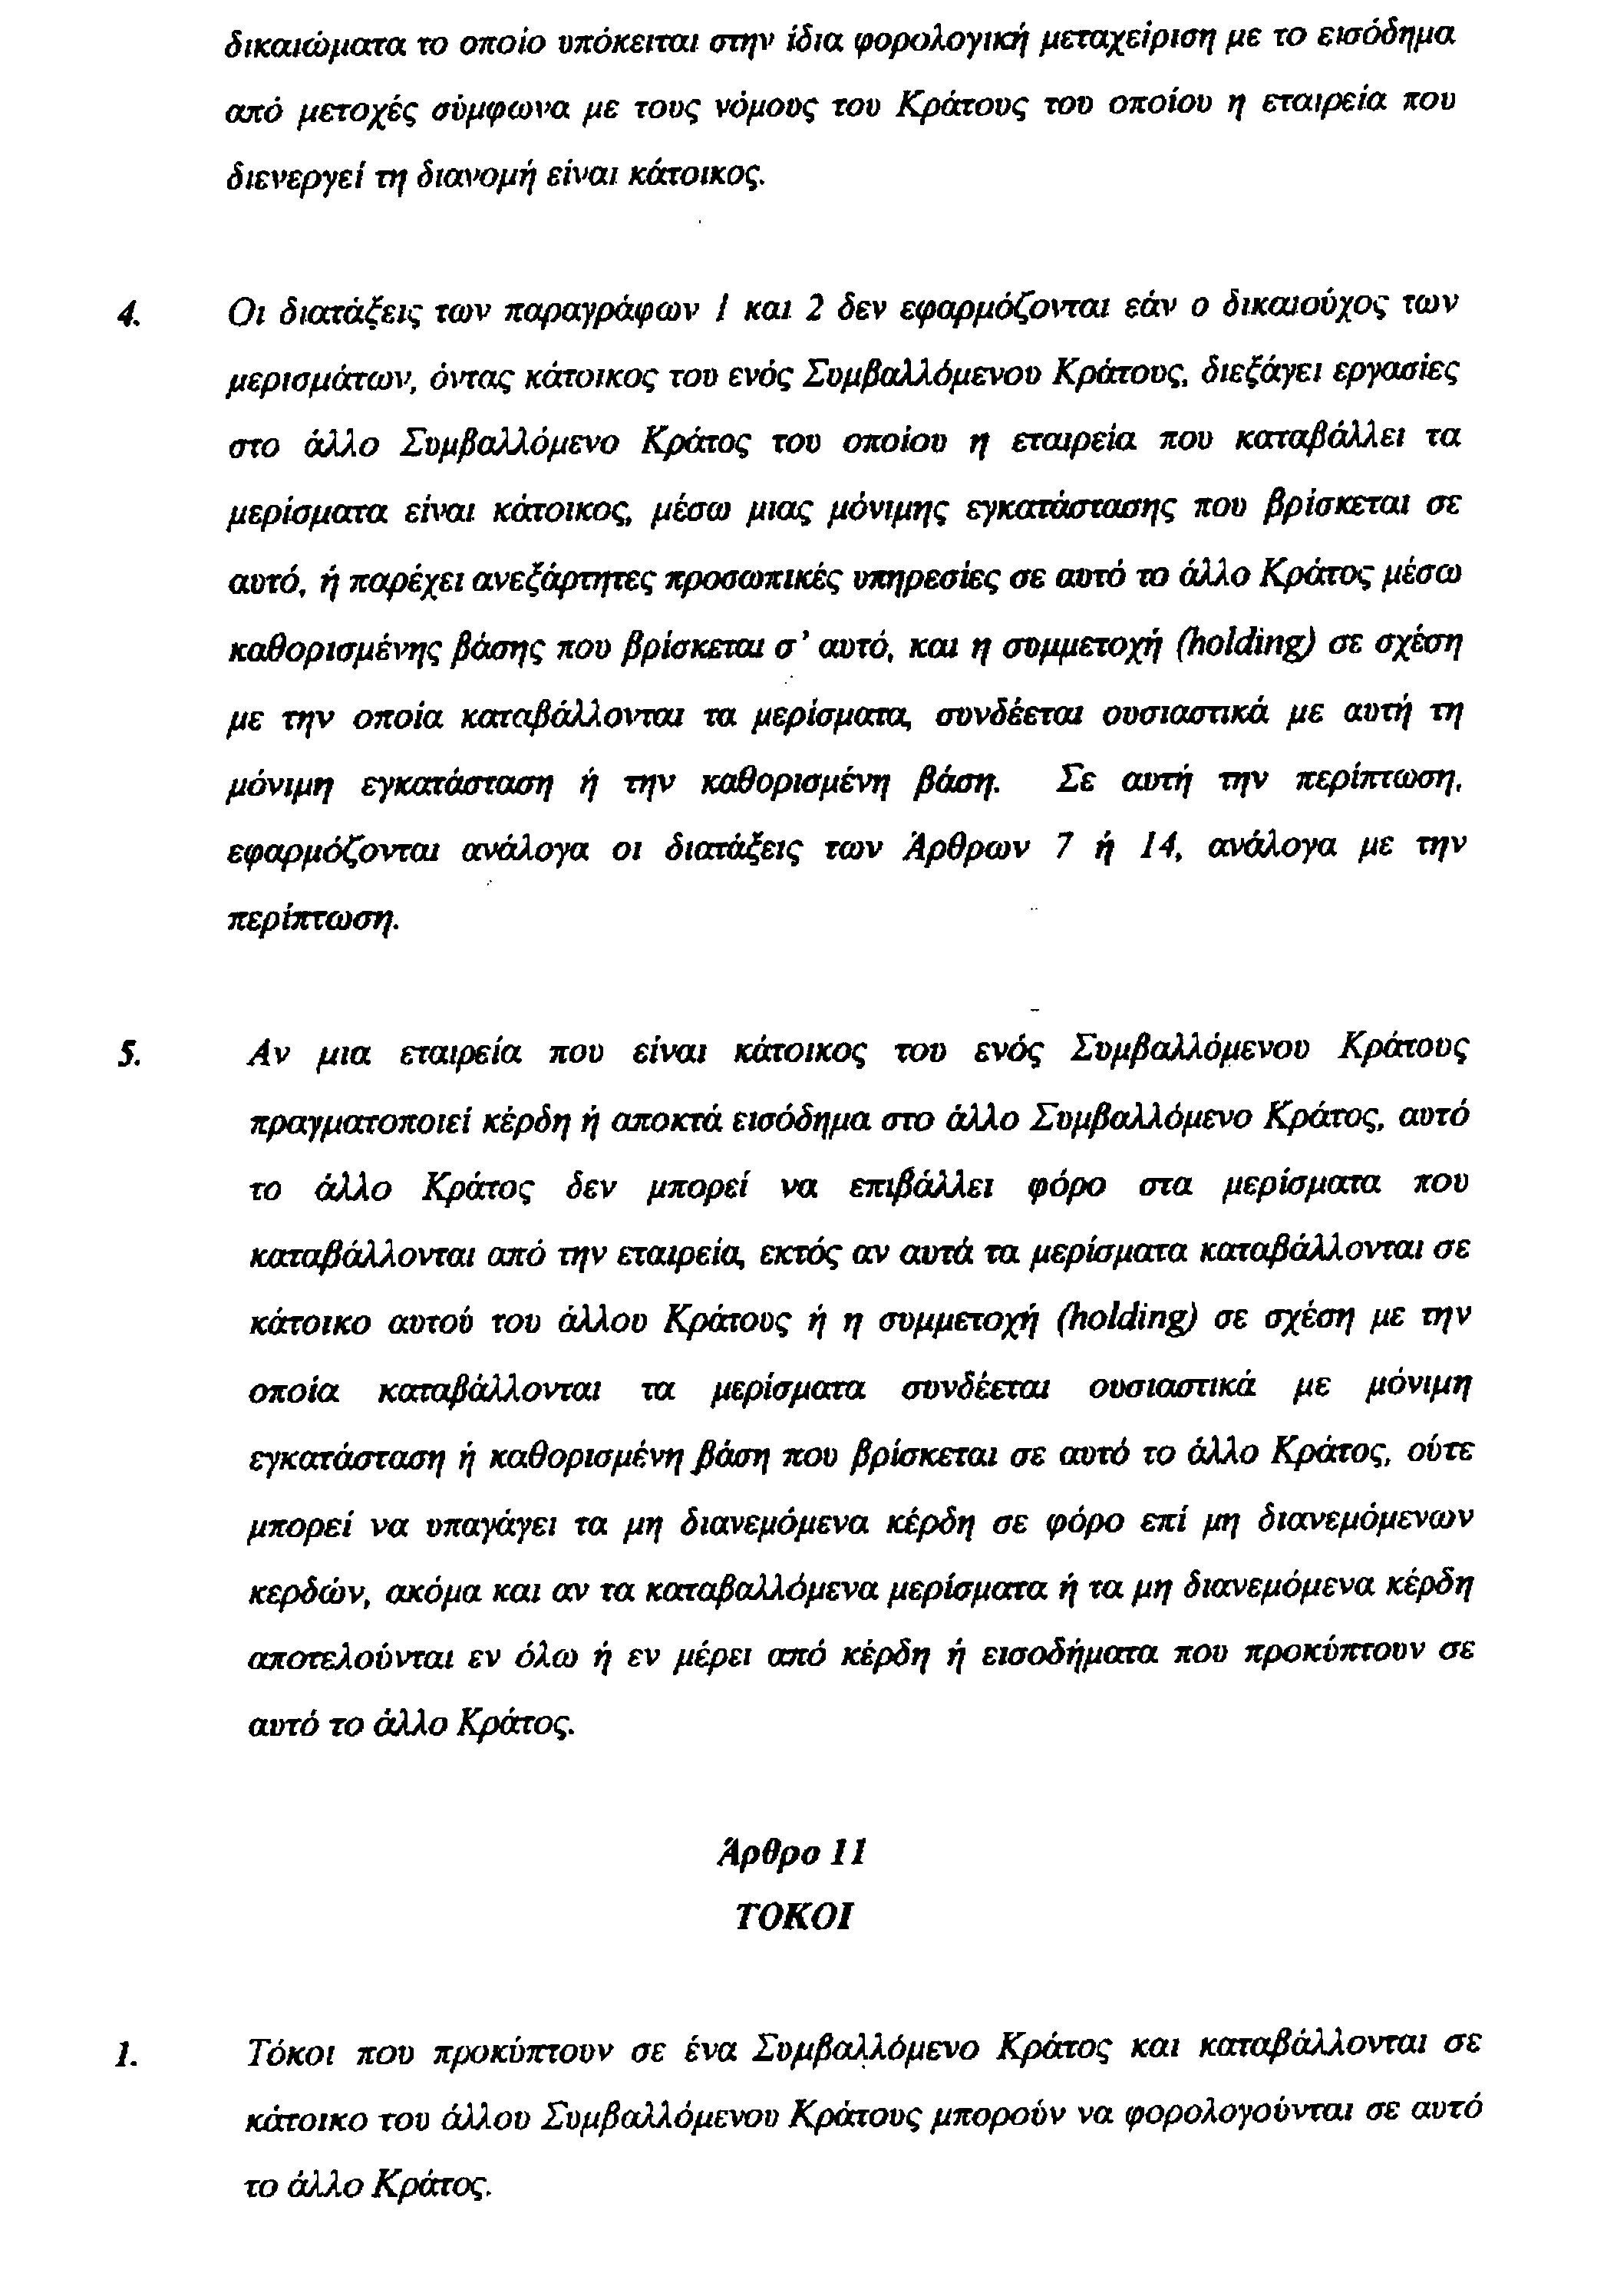 δικαιώματα το οποίο υπόκειται στην ίδια φορολογική μεταχείριση με το εισόδημα
από μετοχές σύμφωνα με τους νόμους του Κράτους του οποίου η εταιρεία που
διενεργεί τη διανομή είναι κάτοικος.
4. Οι διατάξεις των παραγράφων 1 και 2 δεν εφαρμόζονται εάν ο δικαιούχος των
μερισμάτων, όντας κάτοικος του ενός Συμβαλλόμενου Κράτους, διεξάγει εργασίες
στο άλλο Συμβαλλόμενο Κράτος του οποίου η εταιρεία που καταβάλλει τα
μερίσματα είναι κάτοικος, μέσω μιας μόνιμης εγκατάστασης που βρίσκεται σε
αυτό, ή παρέχει ανεξάρτητες προσωπικές υπηρεσίες σε αυτό το άλλο Κράτος μέσω
καθορισμένης βάσης που βρίσκεται σ’ αυτό, και η συμμετοχή (holding) σε σχέση
με την οποία καταβάλλονται τα μερίσματα, συνδέεται ουσιαστικά με αυτή τη
μόνιμη εγκατάσταση ή την καθορισμένη βάση. Σε αυτή την περίπτωση,
εφαρμόζονται ανάλογα οι διατάξεις των Άρθρων 7 ή 14, ανάλογα με την
περίπτωση.
5. Αν μια εταιρεία που είναι κάτοικος του ενός Συμβαλλόμενου Κράτους
πραγματοποιεί κέρδη ή αποκτά εισόδημα στο άλλο Συμβαλλόμενο Κράτος, αυτό
το άλλο Κράτος δεν μπορεί να επιβάλλει φόρο στα μερίσματα που
καταβάλλονται από την εταιρεία, εκτός αν αυτά τα μερίσματα καταβάλλονται σε
κάτοικο αυτού του άλλου Κράτους ή η συμμετοχή (holding) σε σχέση με την
οποία καταβάλλονται τα μερίσματα συνδέεται ουσιαστικά με μόνιμη
εγκατάσταση ή καθορισμένη βάση που βρίσκεται σε αυτό το άλλο Κράτος, ούτε
μπορεί να υπαγάγει τα μη διανεμόμενα κέρδη σε φόρο επί μη διανεμόμενων
κερδών, ακόμα και αν τα καταβαλλόμενα μερίσματα ή τα μη διανεμόμενα κέρδη
αποτελούνται εν όλω ή εν μέρει από κέρδη ή εισοδήματα που προκύπτουν σε
αυτό το άλλο Κράτος.
Άρθρο 11
ΤΟΚΟΙ
1. Τόκοι που προκύπτουν σε ένα Συμβαλλόμενο Κράτος και καταβάλλονται σε
κάτοικο του άλλου Συμβαλλόμενου Κράτους μπορούν να φορολογούνται σε αυτό
το άλλο Κράτος.